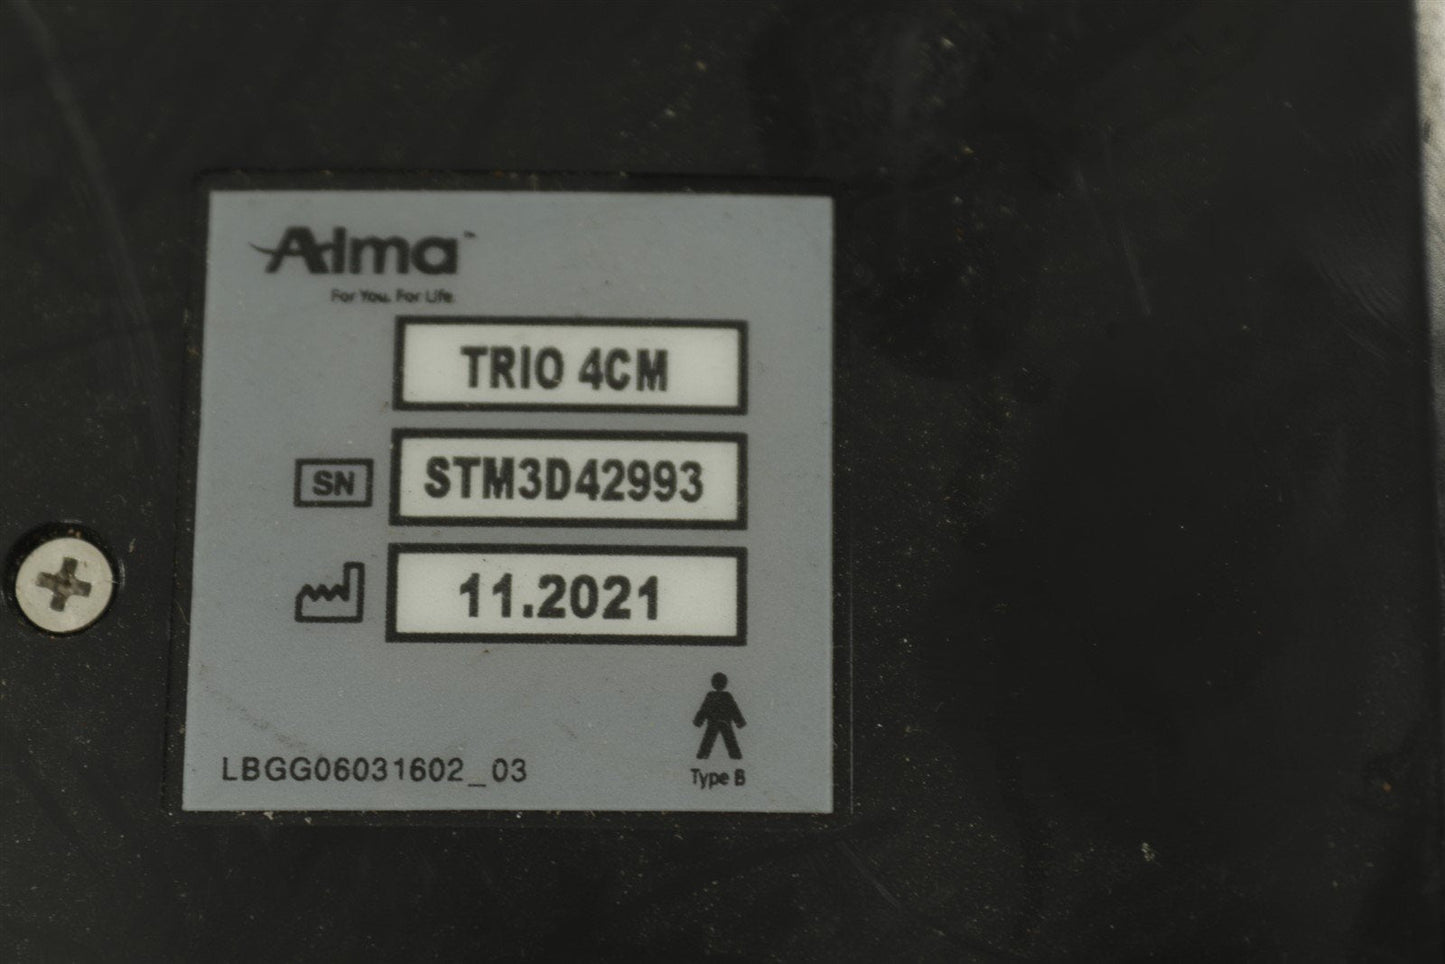 Alma™
For You. For Life.
TRIO 4CM
SN STM3D42993
11.2021
Type B
LBGG06031602_03